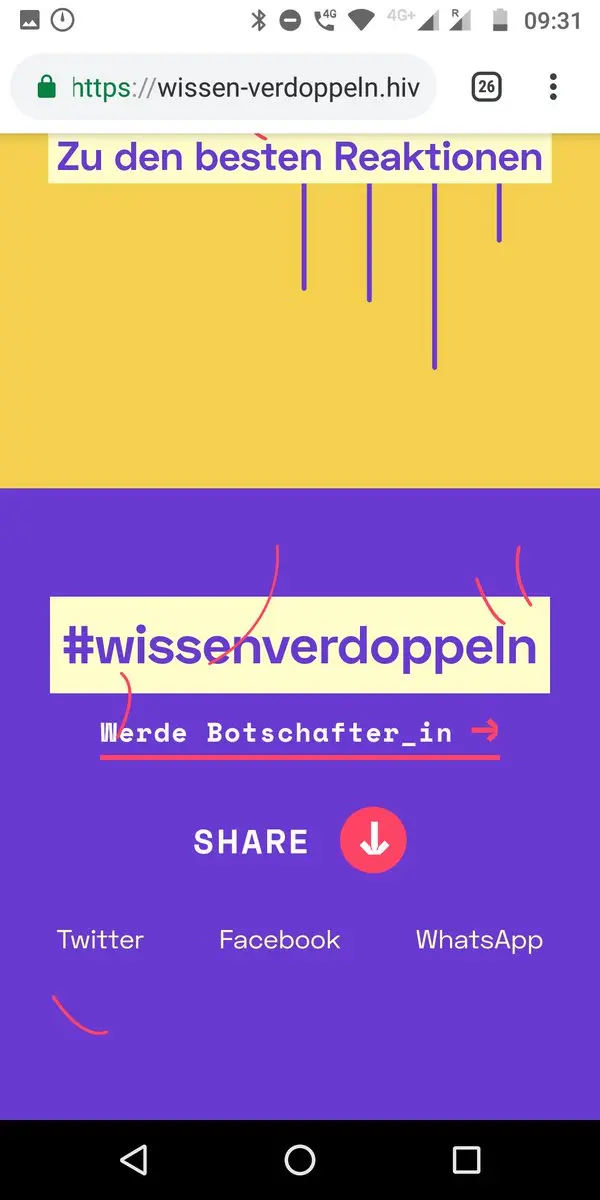 4G 4G+ R 09:31
https://wissen-verdoppeln.hiv 26
Zu den besten Reaktionen
#wissenverdoppeln
Werde Botschafter_in →
SHARE ↓
Twitter Facebook WhatsApp